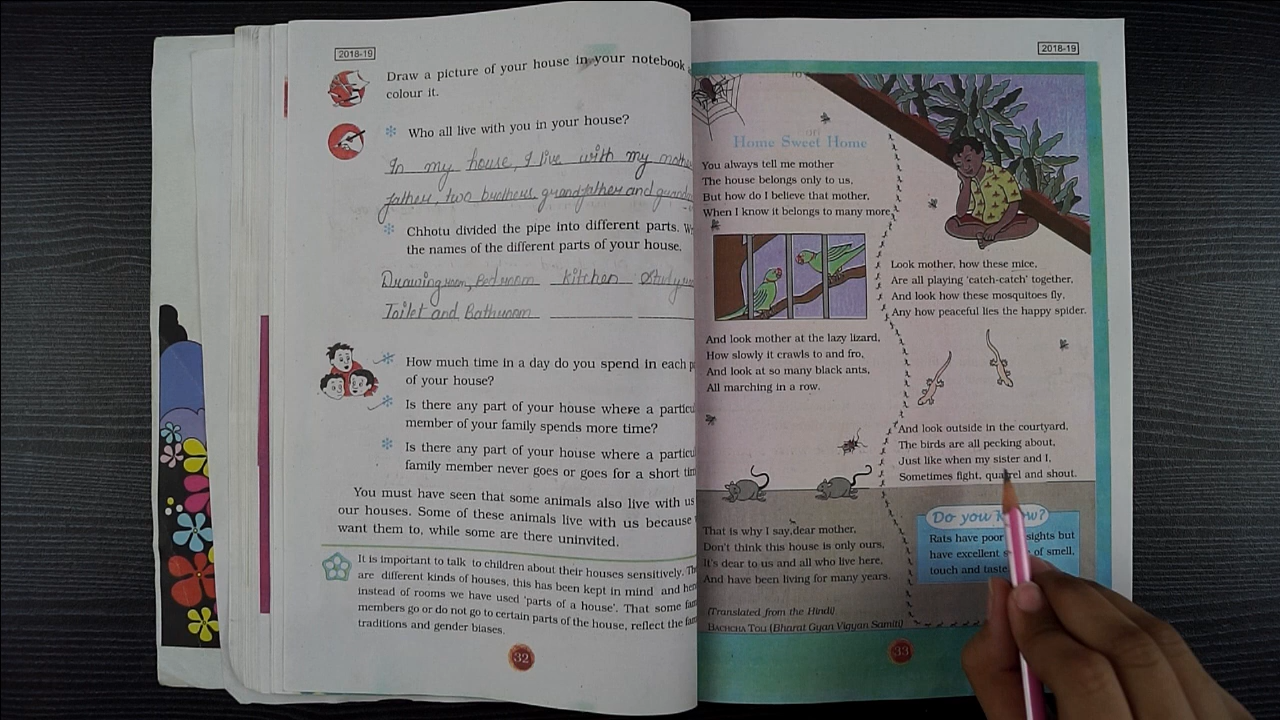 2018-19
Draw a picture of your house in your notebook
colour it.
Who all live with you in your house?
In my house, I live with my
father, two brothers, grandfather and
Chhotu divided the pipe into different parts.
the names of the different parts of your house.
Drawing room, Bedroom kitchen
Toilet and Bathroom
How much time in a day do you spend in each
of your house?
Is there any part of your house where a
member of your family spends more time?
Is there any part of your house where a
family member never goes or goes for a short
You must have seen that some animals also live with us
our houses. Some of these animals live with us because
want them to, while some are there uninvited.
It is important to talk to children about their houses sensitively.
are different kinds of houses, this has been kept in mind and
instead of rooms we have used 'parts of a house'. That some
members go or do not go to certain parts of the house, reflect the
traditions and gender biases.
32
2018-19
Home Sweet Home
You always tell me mother
The house belongs only to us,
But how do I believe that mother,
When I know it belongs to many more
And look mother at the lazy lizard,
How slowly it crawls to and fro,
And look at so many black ants,
All marching in a row.
Look mother, how these mice,
Are all playing 'catch-catch' together,
And look how these mosquitoes fly,
Any how peaceful lies the happy spider.
And look outside in the courtyard,
The birds are all pecking about,
Just like when my sister and I,
Sometimes fight, quarrel and shout.
That is why I say, dear mother,
Don't think this house is only ours,
It's dear to us and all who live here,
And have been living for many years.
(Translated from the Hindi)
BACHCHA TOLI (Bharat Gyan Vigyan Samiti)
Do you
Rats have poor sights but
have excellent of smell,
touch and taste
33